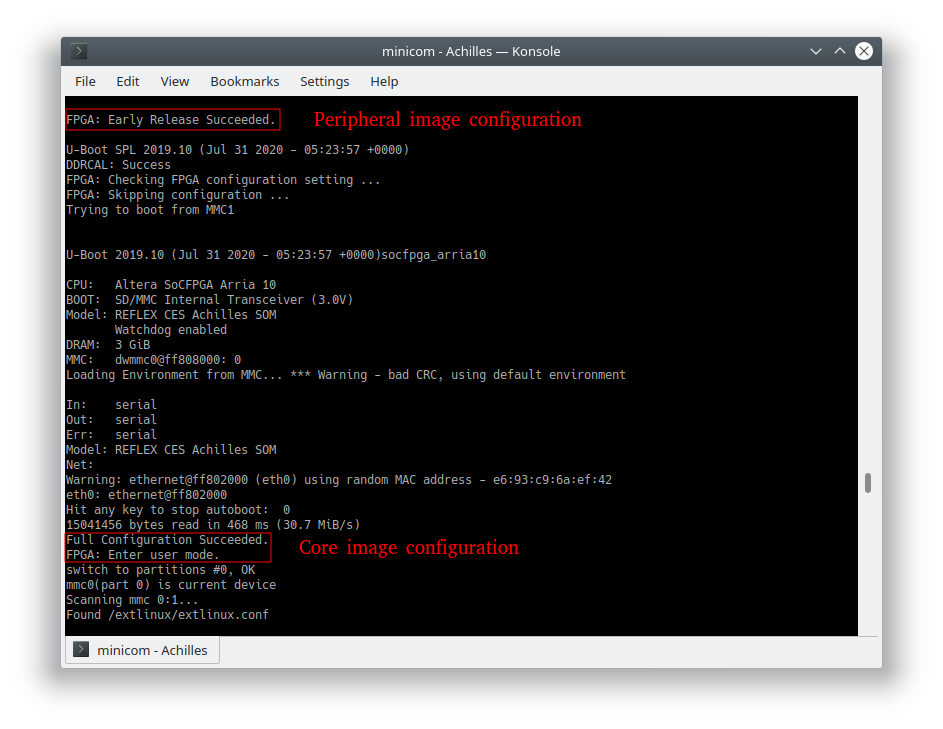 minicom - Achilles — Konsole
File Edit View Bookmarks Settings Help
FPGA: Early Release Succeeded. Peripheral image configuration
U-Boot SPL 2019.10 (Jul 31 2020 - 05:23:57 +0000)
DDRCAL: Success
FPGA: Checking FPGA configuration setting ...
FPGA: Skipping configuration ...
Trying to boot from MMC1
U-Boot 2019.10 (Jul 31 2020 - 05:23:57 +0000)socfpga_arria10
CPU:   Altera SoCFPGA Arria 10
BOOT:  SD/MMC Internal Transceiver (3.0V)
Model: REFLEX CES Achilles SOM
Watchdog enabled
DRAM:  3 GiB
MMC:   dwmmc0@ff808000: 0
Loading Environment from MMC... *** Warning - bad CRC, using default environment
In:    serial
Out:   serial
Err:   serial
Model: REFLEX CES Achilles SOM
Net:
Warning: ethernet@ff802000 (eth0) using random MAC address - e6:93:c9:6a:ef:42
eth0: ethernet@ff802000
Hit any key to stop autoboot:  0
15041456 bytes read in 468 ms (30.7 MiB/s)
Full Configuration Succeeded. Core image configuration
FPGA: Enter user mode.
switch to partitions #0, OK
mmc0(part 0) is current device
Scanning mmc 0:1...
Found /extlinux/extlinux.conf
minicom - Achilles